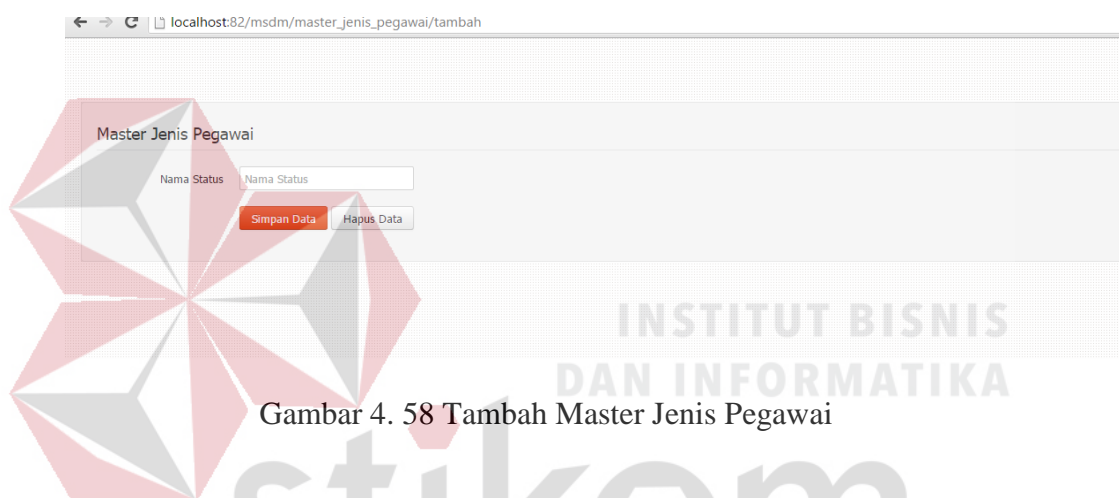 localhost:82/msdm/master_jenis_pegawai/tambah
Master Jenis Pegawai
Nama Status Nama Status
Simpan Data Hapus Data
INSTITUT BISNIS
DAN INFORMATIKA
Gambar 4. 58 Tambah Master Jenis Pegawai
stikom